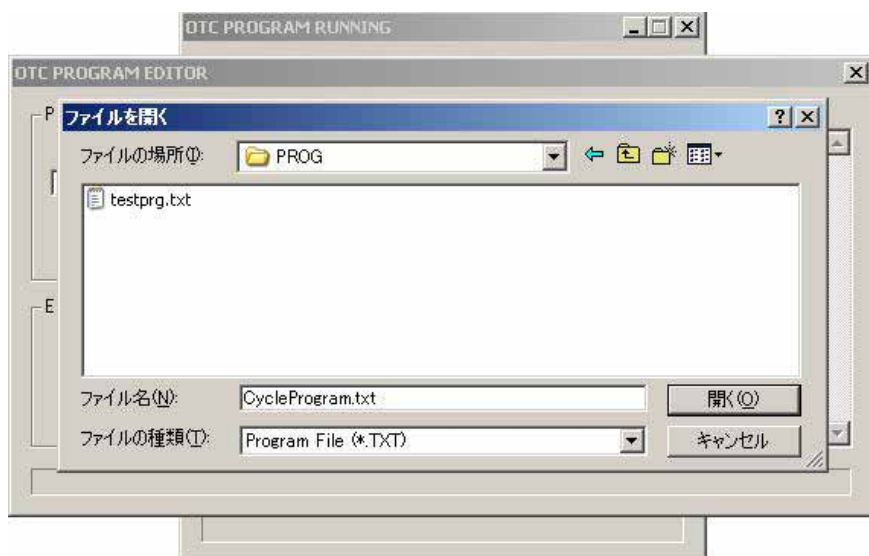 OTC PROGRAM RUNNING
OTC PROGRAM EDITOR
P
ファイルを開く
ファイルの場所(I):
PROG
testprg.txt
E
ファイル名(N):
CycleProgram.txt
開く(O)
ファイルの種類(T):
Program File (*.TXT)
キャンセル